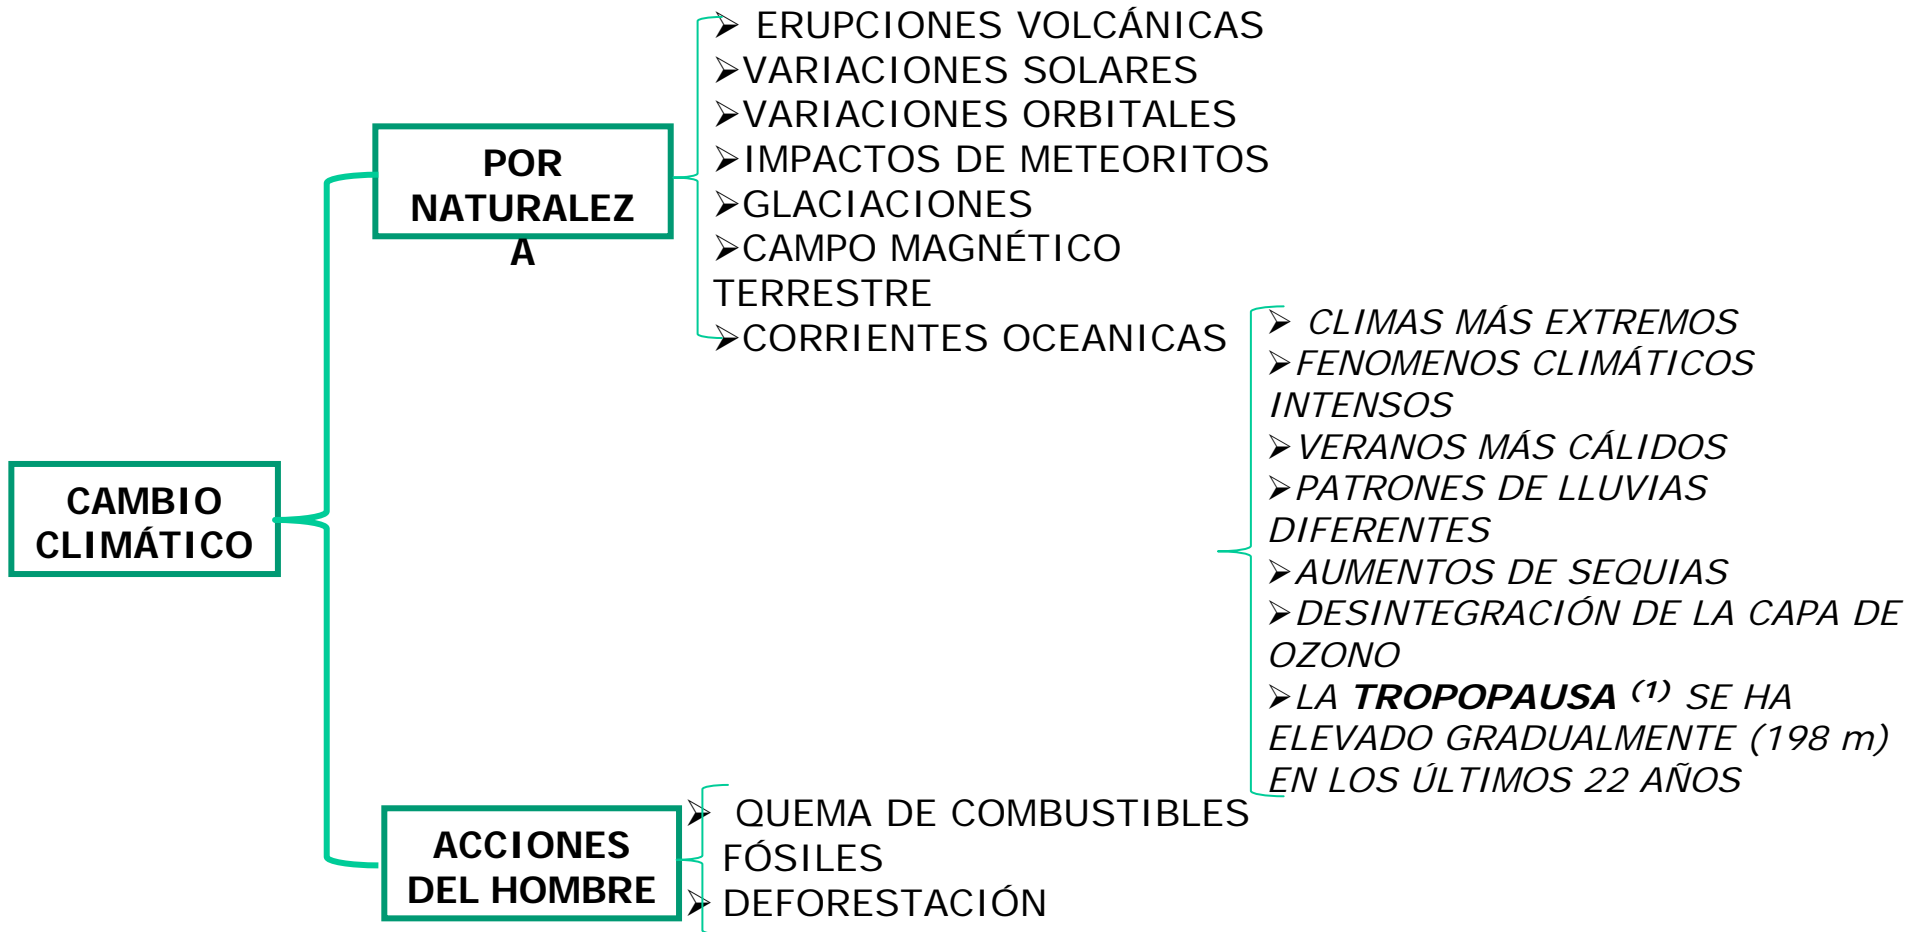 CAMBIO
CLIMÁTICO
POR
NATURALEZ
A
➢ ERUPCIONES VOLCÁNICAS
➢VARIACIONES SOLARES
➢VARIACIONES ORBITALES
➢IMPACTOS DE METEORITOS
➢GLACIACIONES
➢CAMPO MAGNÉTICO
TERRESTRE
➢CORRIENTES OCEANICAS
➢ CLIMAS MÁS EXTREMOS
➢FENOMENOS CLIMÁTICOS
INTENSOS
➢VERANOS MÁS CÁLIDOS
➢PATRONES DE LLUVIAS
DIFERENTES
➢AUMENTOS DE SEQUIAS
➢DESINTEGRACIÓN DE LA CAPA DE
OZONO
➢LA TROPOPAUSA (1) SE HA
ELEVADO GRADUALMENTE (198 m)
EN LOS ÚLTIMOS 22 AÑOS
ACCIONES
DEL HOMBRE
➢ QUEMA DE COMBUSTIBLES
FÓSILES
➢ DEFORESTACIÓN